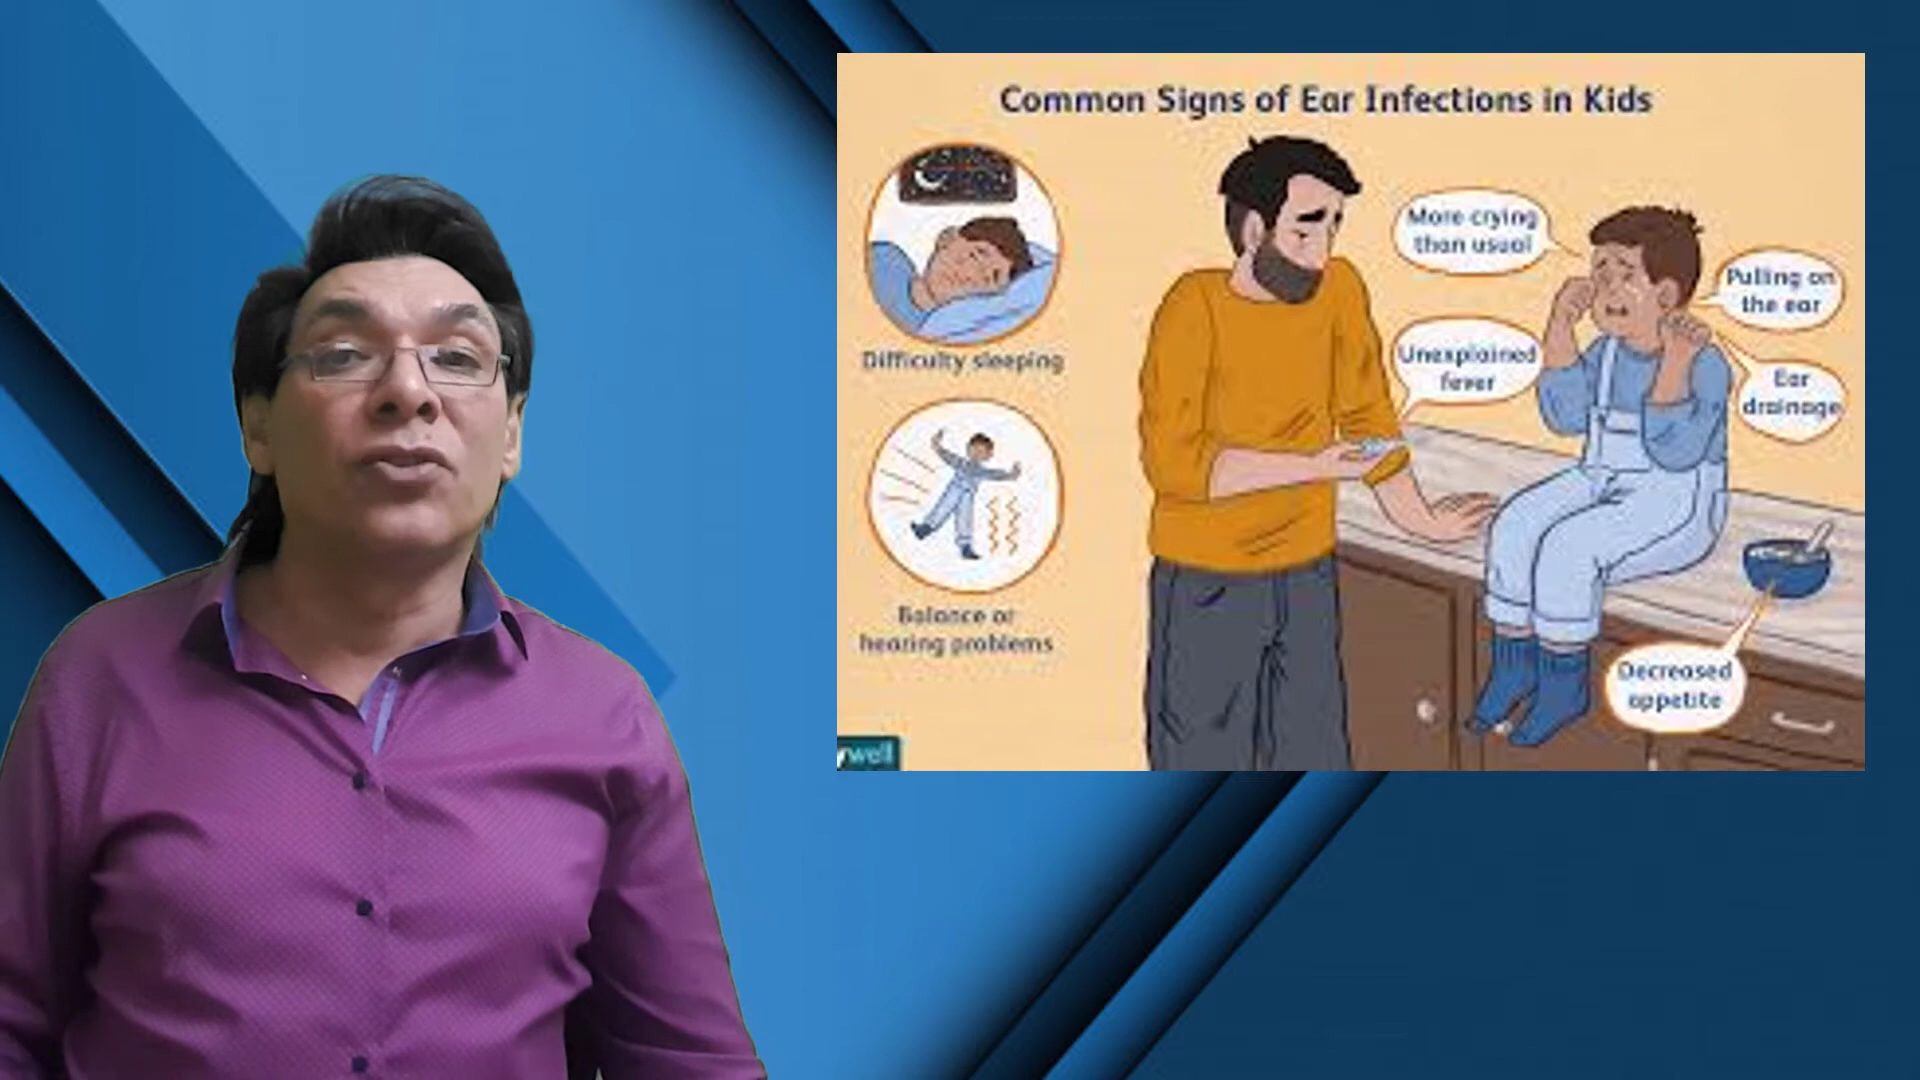 Common Signs of Ear Infections in Kids
More crying
than usual
Pulling on
the ear
Unexplained
fever
Ear
drainage
Difficulty sleeping
Balance or
hearing problems
Decreased
appetite
well